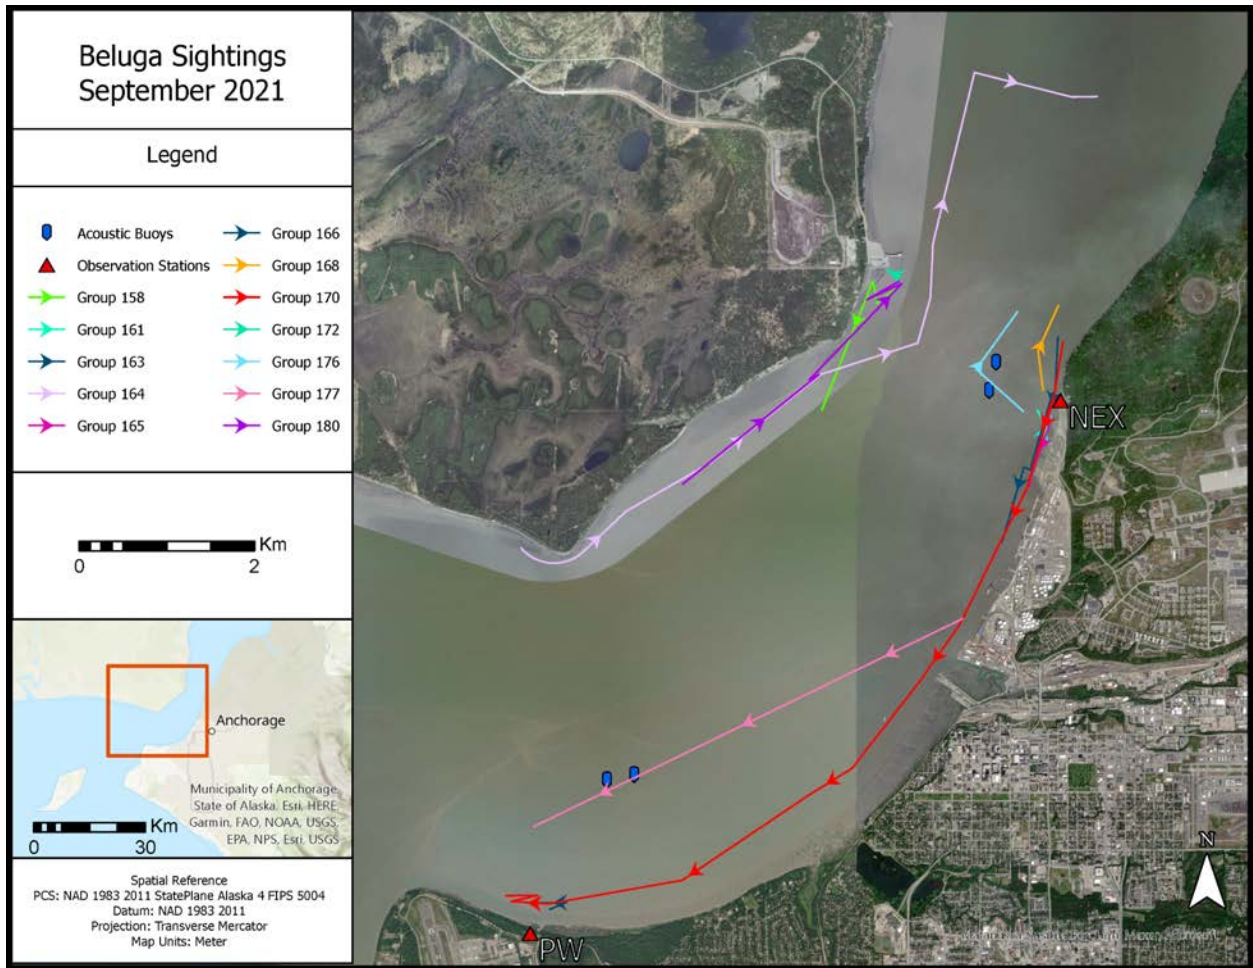 Beluga Sightings
September 2021
Legend
Acoustic Buoys
Observation Stations
Group 158
Group 161
Group 163
Group 164
Group 165
Group 166
Group 168
Group 170
Group 172
Group 176
Group 177
Group 180
Km
0 2
Anchorage
Municipality of Anchorage,
State of Alaska, Esri, HERE,
Garmin, FAO, NOAA, USGS,
EPA, NPS, Esri, USGS
Km
0 30
Spatial Reference
PCS: NAD 1983 2011 StatePlane Alaska 4 FIPS 5004
Datum: NAD 1983 2011
Projection: Transverse Mercator
Map Units: Meter
NEX
PW
N